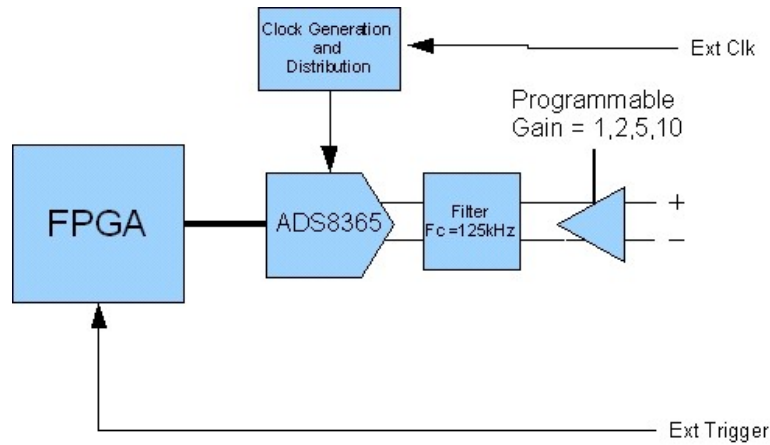 Clock Generation
and
Distribution
Ext Clk
Programmable
Gain = 1,2,5,10
FPGA
ADS8365
Filter
Fc =125kHz
+
−
Ext Trigger